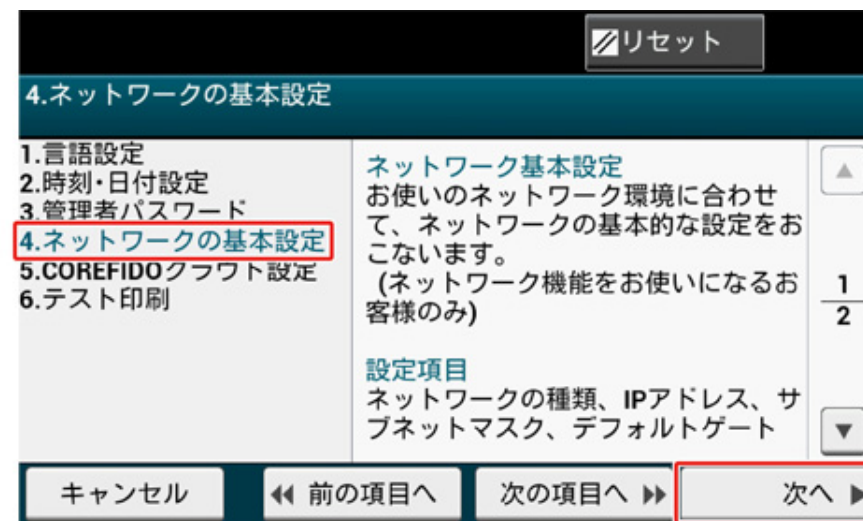 リセット
4.ネットワークの基本設定
1.言語設定
2.時刻・日付設定
3.管理者パスワード
4.ネットワークの基本設定
5.COREFIDOクラウド設定
6.テスト印刷
ネットワーク基本設定
お使いのネットワーク環境に合わせ
て、ネットワークの基本的な設定をお
こないます。
(ネットワーク機能をお使いになるお
客様のみ)
設定項目
ネットワークの種類、IPアドレス、サ
ブネットマスク、デフォルトゲート
1
2
キャンセル
前の項目へ
次の項目へ
次へ